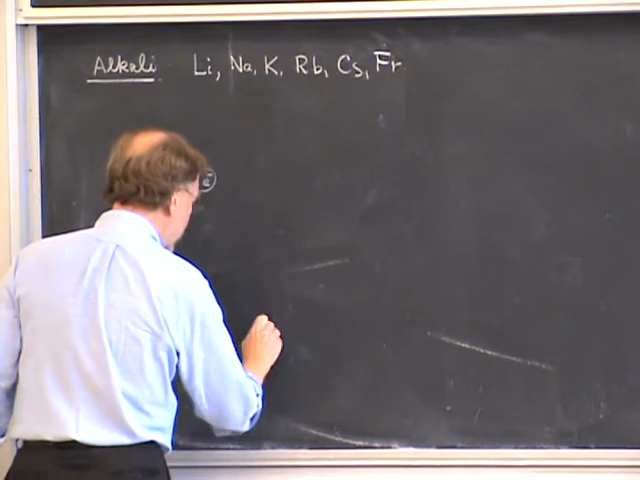 Alkali Li, Na, K, Rb, Cs, Fr